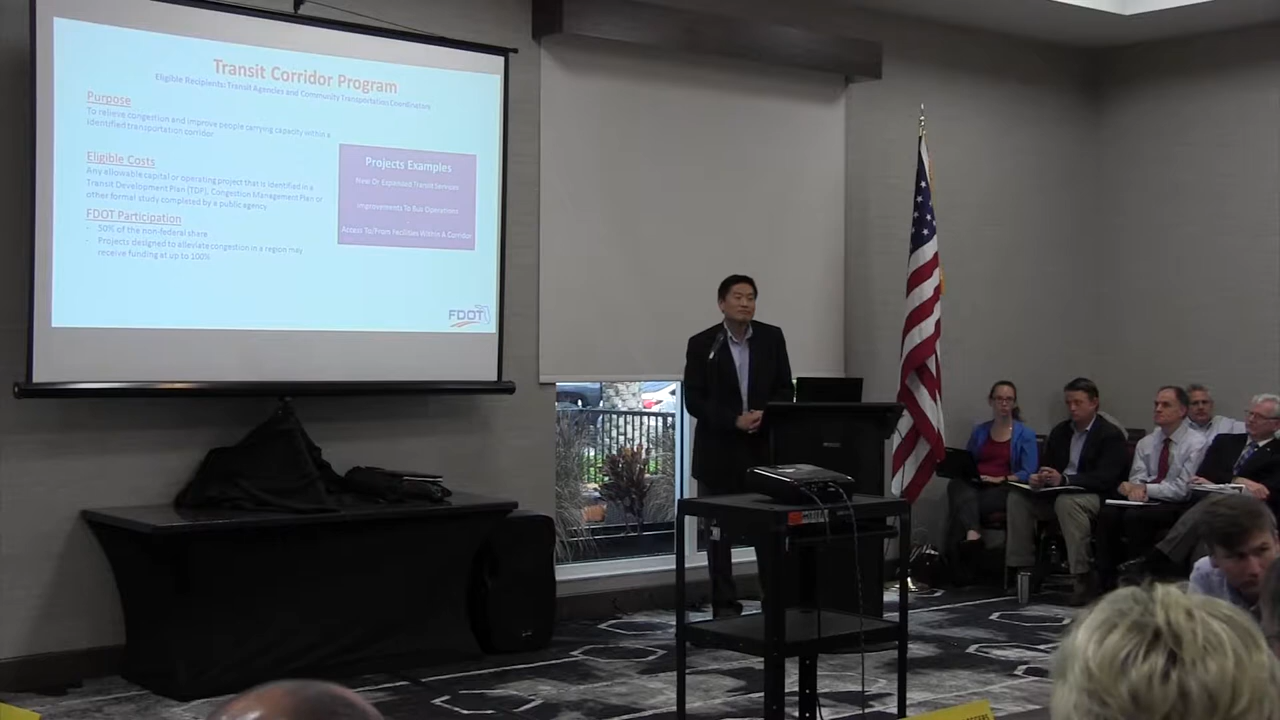 Transit Corridor Program
Eligible Recipients: Transit Agencies and Community Transportation Coordinators
Purpose
To relieve congestion and improve people carrying capacity within a
identified transportation corridor
Eligible Costs
Any allowable capital or operating project that is identified in a
Transit Development Plan (TDP), Congestion Management Plan or
other formal study completed by a public agency
FDOT Participation
- 50% of the non-federal share
- Projects designed to alleviate congestion in a region may
receive funding at up to 100%
Projects Examples
New Or Expanded Transit Services
Improvements To Bus Operations
Access To/From Facilities Within A Corridor
FDOT